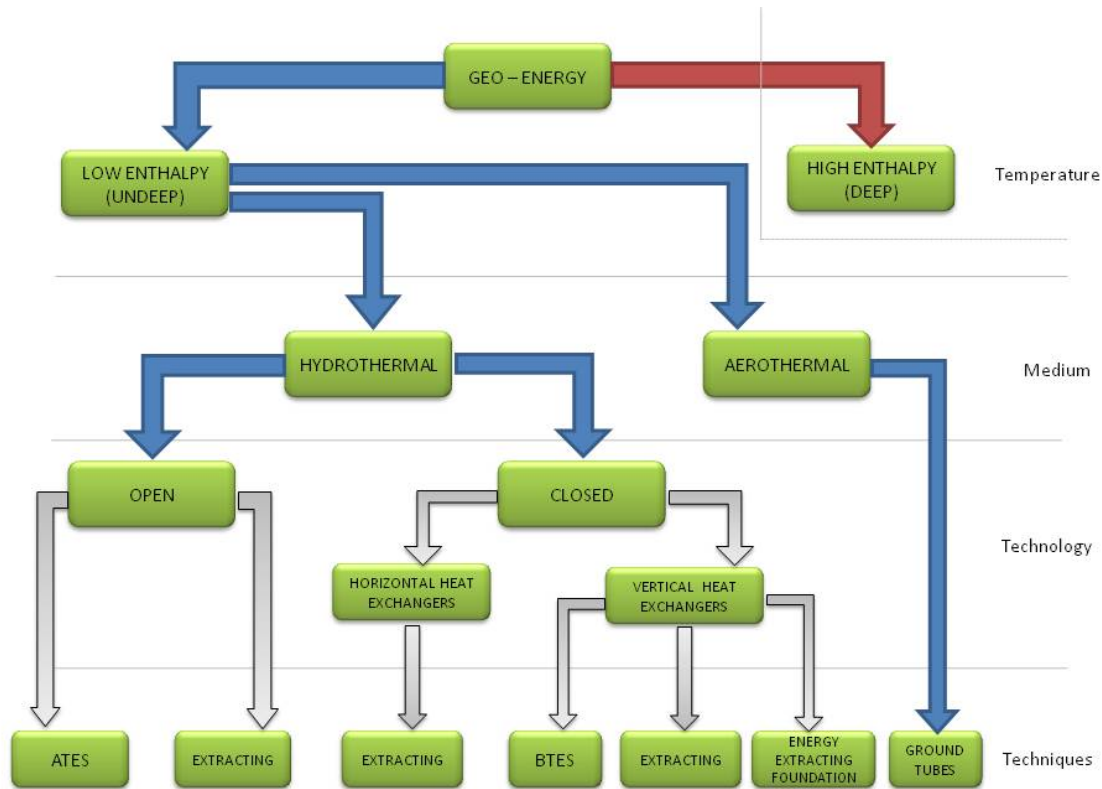 GEO – ENERGY
LOW ENTHALPY
(UNDEEP)
HIGH ENTHALPY
(DEEP)
Temperature
HYDROTHERMAL
AEROTHERMAL
Medium
OPEN
CLOSED
Technology
HORIZONTAL HEAT
EXCHANGERS
VERTICAL HEAT
EXCHANGERS
ATES
EXTRACTING
EXTRACTING
BTES
EXTRACTING
ENERGY
EXTRACTING
FOUNDATION
GROUND
TUBES
Techniques